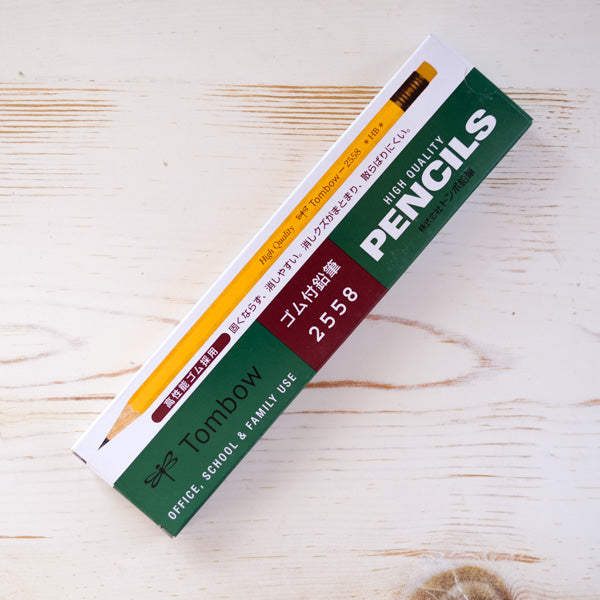 High Quality Tombow-2558 *HB*
高性能ゴム採用 固くならず、消しやすい。消しクズがまとまり、散らばりにくい。
Tombow
OFFICE, SCHOOL & FAMILY USE
ゴム付鉛筆
2558
HIGH QUALITY
PENCILS
株式会社トンボ鉛筆